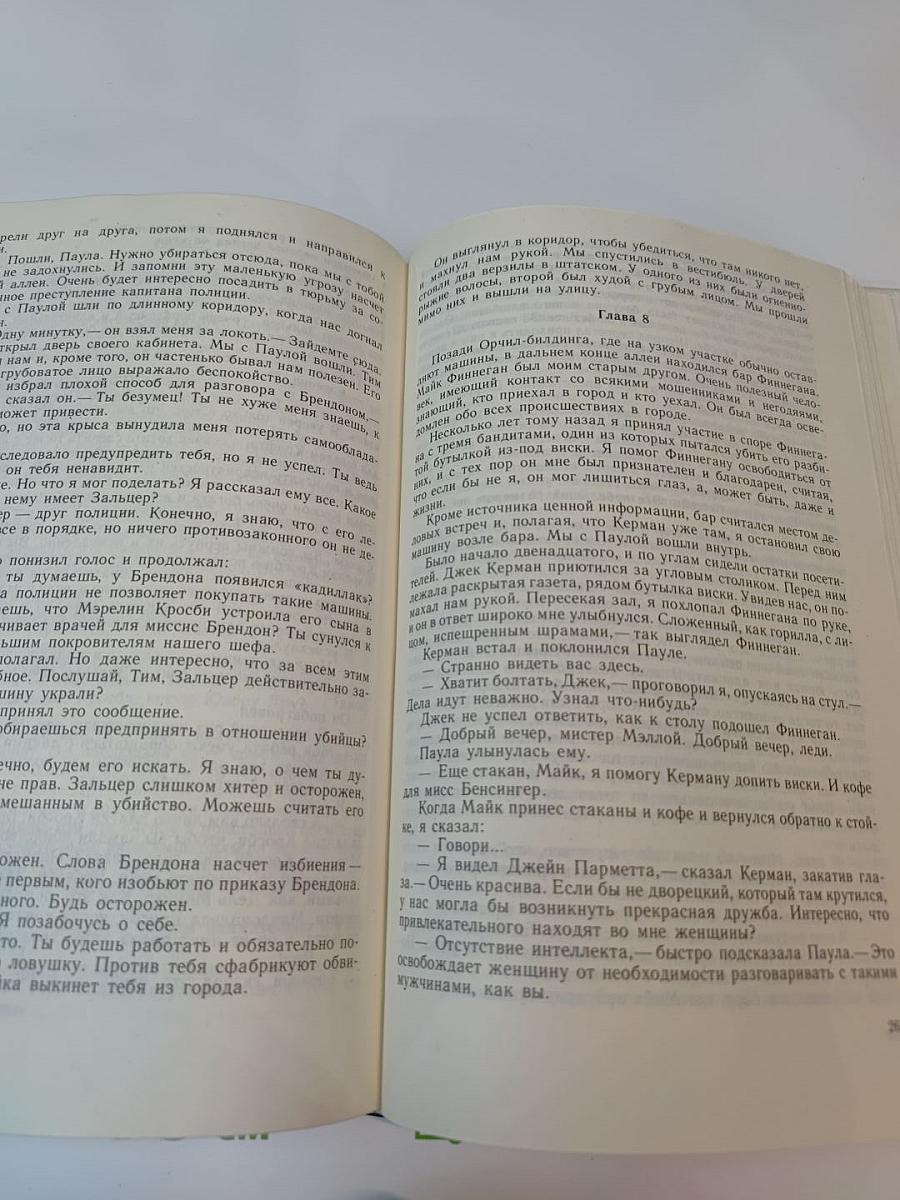 рели друг на друга, потом я поднялся и направился к
Пошли, Паула. Нужно убираться отсюда, пока мы с тобой
не задохнулись. И запомни эту маленькую угрозу насчет
й аллеи. Очень будет интересно посадить в тюрьму за со-
нное преступление капитана полиции.
с Паулой шли по длинному коридору, когда нас догнал
н.
Одну минутку,— он взял меня за локоть.— Зайдемте сюда.
ткрыл дверь своего кабинета. Мы с Паулой вошли. Тим
л нам и, кроме того, он частенько бывал нам полезен. Его
грубоватое лицо выражало беспокойство.
избрал плохой способ для разговора с Брендоном,—
сказал он.— Ты безумец! Ты не хуже меня знаешь, к
может привести.
о, но эта крыса вынудила меня потерять самооблада-
следовало предупредить тебя, но я не успел. Ты ведь
он тебя ненавидит.
е. Но что я мог поделать? Я рассказал ему все. Какое
нему имеет Зальцер?
ер — друг полиции. Конечно, я знаю, что с его ле-
все в порядке, но ничего противозаконного он не де-
о понизил голос и продолжал:
ты думаешь, у Брендона появился «кадиллак»?
а полиции не позволяет покупать такие машины.
аешь, что Мэрелин Кросби устроила его сына в
чивает врачей для миссис Брендон? Ты сунулся к
льшим покровителям нашего шефа.
полагал. Но даже интересно, что за всем этим
бное. Послушай, Тим, Зальцер действительно за-
шину украли?
принял это сообщение.
обираешься предпринять в отношении убийцы?
ечно, будем его искать. Я знаю, о чем ты ду-
не прав. Зальцер слишком хитер и осторожен,
мешанным в убийство. Можешь считать его
ожен. Слова Брендона насчет избиения —
е первым, кого изобьют по приказу Брендона.
ного. Будь осторожен.
Я позабочусь о себе.
то. Ты будешь работать и обязательно по-
ловушку. Против тебя сфабрикуют обви-
йка выкинет тебя из города.
Он выглянул в коридор, чтобы убедиться, что там никого нет,
и махнул нам рукой. Мы спустились в вестибюль. У дверей
стояли два верзилы в штатском. У одного из них были огненно-
рыжие волосы, второй был худой с грубым лицом. Мы прошли
мимо них и вышли на улицу.
Глава 8
Позади Орчил-билдинга, где на узком участке обычно остав-
ляют машины, в дальнем конце аллеи находился бар Финнегана.
Майк Финнеган был моим старым другом. Очень полезный чело-
век, имеющий контакт со всякими мошенниками и негодяями,
знающий, кто приехал в город и кто уехал. Он был всегда осве-
домлен обо всех происшествиях в городе.
Несколько лет тому назад я принял участие в споре Финнега-
на с тремя бандитами, один из которых пытался убить его разби-
той бутылкой из-под виски. Я помог Финнегану освободиться от
них, и с тех пор он мне был признателен и благодарен, считая,
что если бы не я, он мог лишиться глаз, а, может быть, даже и
жизни.
Кроме источника ценной информации, бар считался местом де-
ловых встреч и, полагая, что Керман уже там, я остановил свою
машину возле бара. Мы с Паулой вошли внутрь.
Было начало двенадцатого, и по углам сидели остатки посети-
телей. Джек Керман приютился за угловым столиком. Перед ним
лежала раскрытая газета, рядом бутылка виски. Увидев нас, он по-
махал нам рукой. Пересекая зал, я похлопал Финнегана по руке,
и он в ответ широко мне улыбнулся. Сложенный, как горилла, с ли-
цом, испещренным шрамами,— так выглядел Финнеган.
Керман встал и поклонился Пауле.
— Странно видеть вас здесь.
— Хватит болтать, Джек,— проговорил я, опускаясь на стул.—
Дела идут неважно. Узнал что-нибудь?
Джек не успел ответить, как к столу подошел Финнеган.
— Добрый вечер, мистер Мэллой. Добрый вечер, леди.
Паула улынулась ему.
— Еще стакан, Майк, я помогу Керману допить виски. И кофе
для мисс Бенсингер.
Когда Майк принес стаканы и кофе и вернулся обратно к стой-
ке, я сказал:
— Говори...
— Я видел Джейн Парметта,— сказал Керман, закатив гла-
за.— Очень красива. Если бы не дворецкий, который там крутился,
у нас могла бы возникнуть прекрасная дружба. Интересно, что
привлекательного находят во мне женщины?
— Отсутствие интеллекта,— быстро подсказала Паула.— Это
освобождает женщину от необходимости разговаривать с такими
мужчинами, как вы.